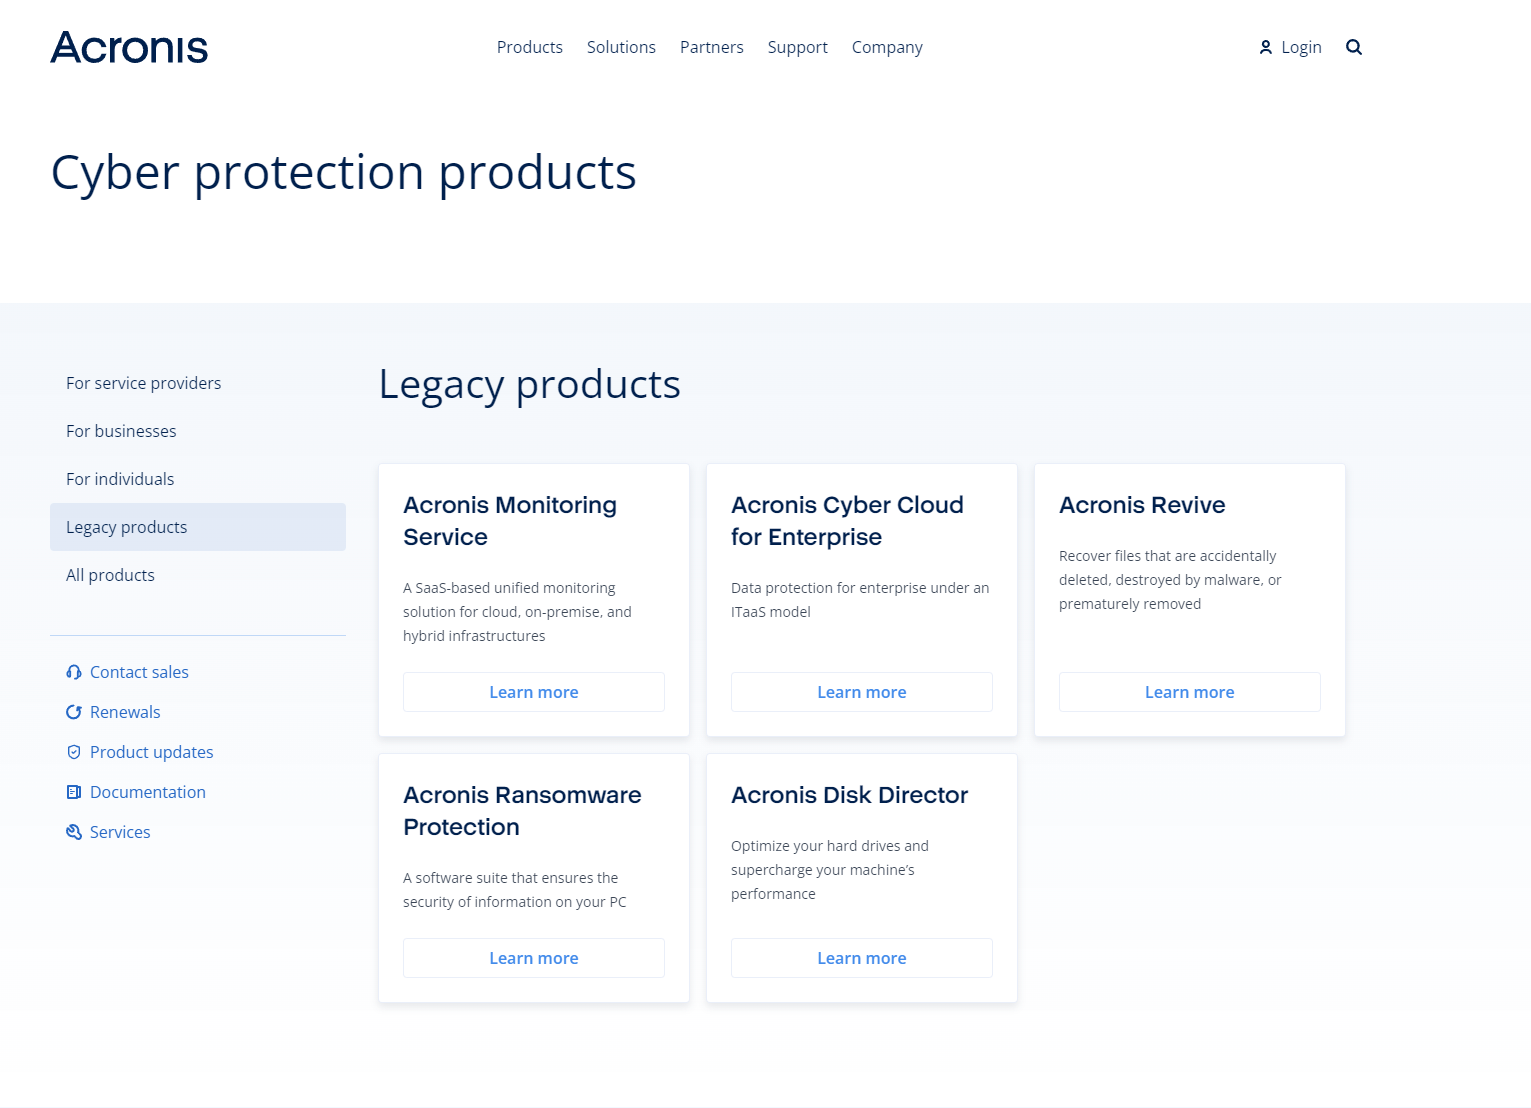 Acronis
Products Solutions Partners Support Company
Login
Cyber protection products
For service providers
For businesses
For individuals
Legacy products
All products
Contact sales
Renewals
Product updates
Documentation
Services
Legacy products
Acronis Monitoring
Service
A SaaS-based unified monitoring
solution for cloud, on-premise, and
hybrid infrastructures
Learn more
Acronis Cyber Cloud
for Enterprise
Data protection for enterprise under an
ITaaS model
Learn more
Acronis Revive
Recover files that are accidentally
deleted, destroyed by malware, or
prematurely removed
Learn more
Acronis Ransomware
Protection
A software suite that ensures the
security of information on your PC
Learn more
Acronis Disk Director
Optimize your hard drives and
supercharge your machine’s
performance
Learn more